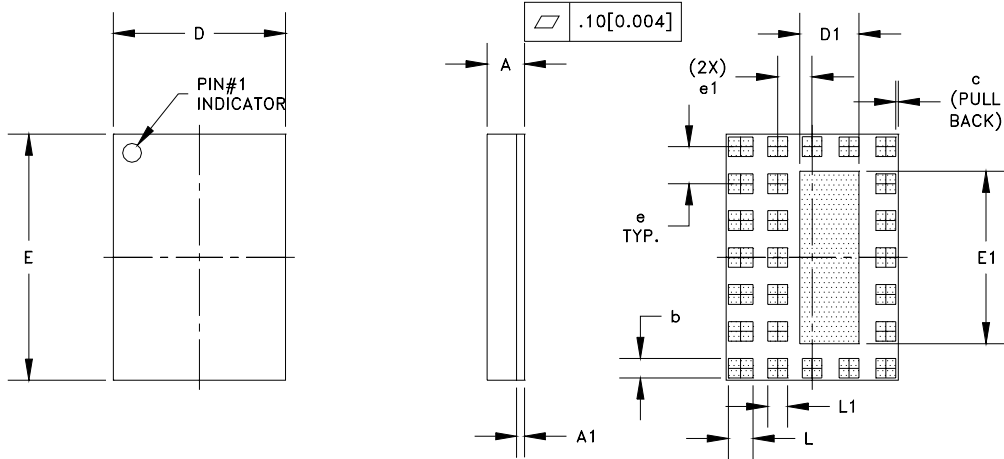 D
PIN#1
INDICATOR
E
.10[0.004]
A
A1
D1
(2X)
e1
c
(PULL
BACK)
e
TYP.
E1
b
L1
L